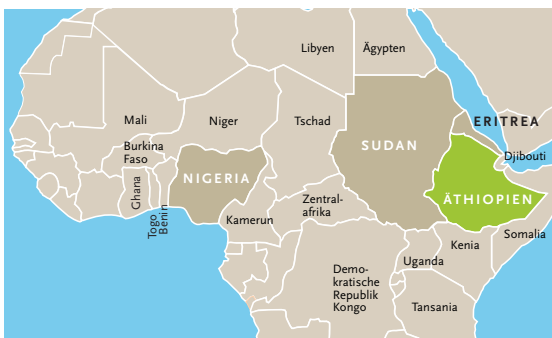 Libyen
Ägypten
Mali
Niger
Tschad
ERITREA
SUDAN
Burkina
Faso
Djibouti
NIGERIA
Ghana
Togo
Benin
Zentral-
afrika
ÄTHIOPIEN
Kamerun
Somalia
Kenia
Uganda
Demo-
kratische
Republik
Kongo
Tansania